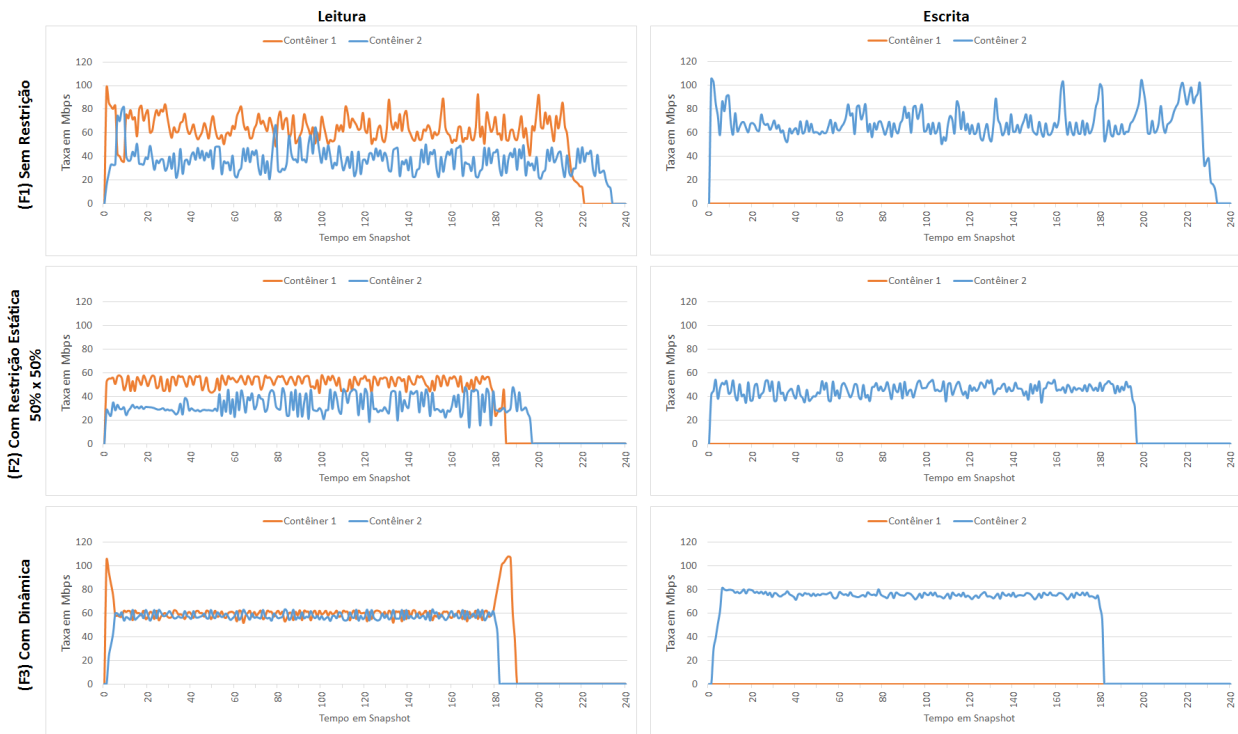 Leitura
Escrita
(F1) Sem Restrição
Contêiner 1 Contêiner 2
Taxa em Mbps
120
100
80
60
40
20
0
0 20 40 60 80 100 120 140 160 180 200 220 240
Tempo em Snapshot
Contêiner 1 Contêiner 2
Taxa em Mbps
120
100
80
60
40
20
0
0 20 40 60 80 100 120 140 160 180 200 220 240
Tempo em Snapshot
(F2) Com Restrição Estática
50% x 50%
Contêiner 1 Contêiner 2
Taxa em Mbps
120
100
80
60
40
20
0
0 20 40 60 80 100 120 140 160 180 200 220 240
Tempo em Snapshot
Contêiner 1 Contêiner 2
Taxa em Mbps
120
100
80
60
40
20
0
0 20 40 60 80 100 120 140 160 180 200 220 240
Tempo em Snapshot
(F3) Com Dinâmica
Contêiner 1 Contêiner 2
Taxa em Mbps
120
100
80
60
40
20
0
0 20 40 60 80 100 120 140 160 180 200 220 240
Tempo em Snapshot
Contêiner 1 Contêiner 2
Taxa em Mbps
120
100
80
60
40
20
0
0 20 40 60 80 100 120 140 160 180 200 220 240
Tempo em Snapshot